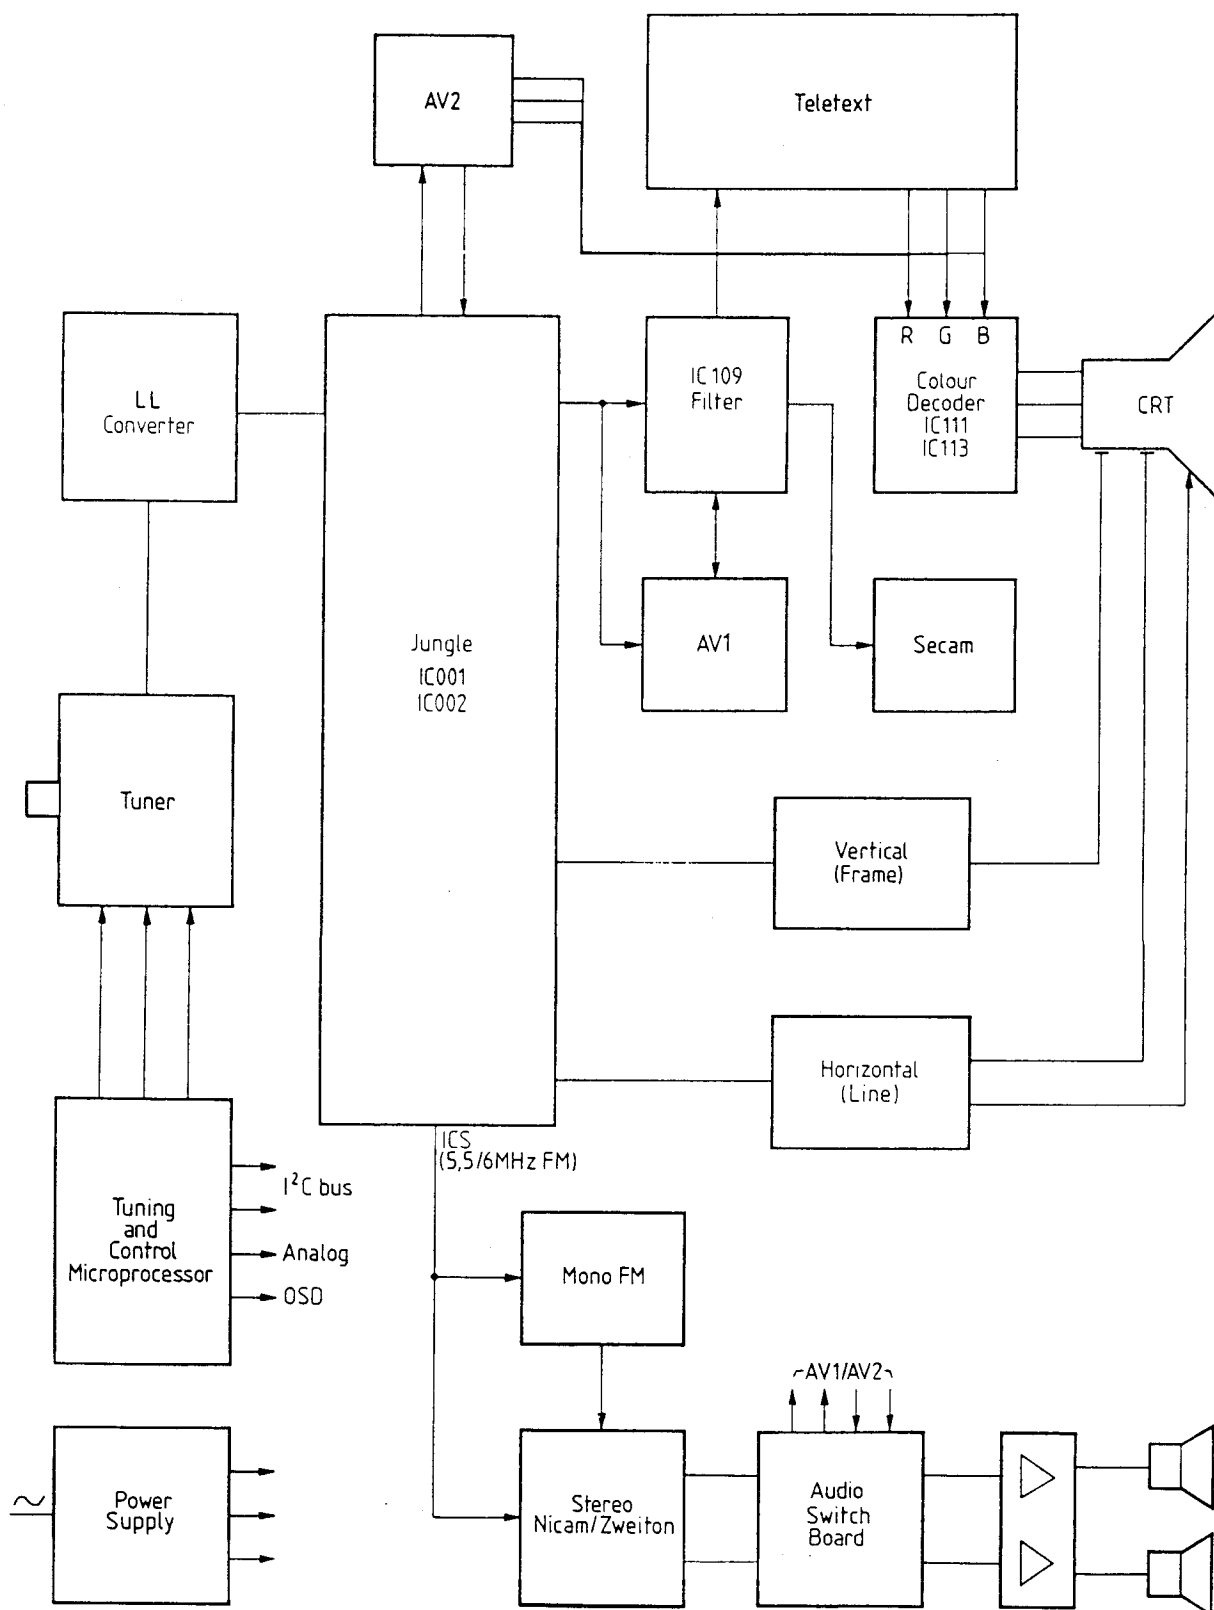 AV2
Teletext
LL
Converter
R G B
IC109
Filter
Colour
Decoder
IC111
IC113
CRT
Jungle
IC001
IC002
AV1
Secam
Tuner
Vertical
(Frame)
Horizontal
(Line)
ICS
(5,5/6MHz FM)
Tuning
and
Control
Microprocessor
I²C bus
Analog
OSD
Mono FM
AV1/AV2
Power
Supply
Stereo
Nicam/Zweiton
Audio
Switch
Board